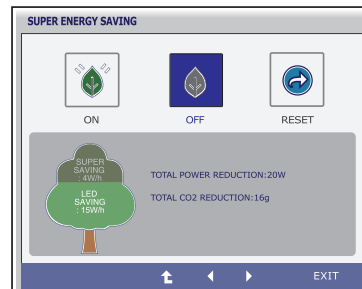 SUPER ENERGY SAVING
ON
OFF
RESET
SUPER
SAVING
: 4W/h
LED
SAVING
: 15W/h
TOTAL POWER REDUCTION:20W
TOTAL CO2 REDUCTION:16g
EXIT